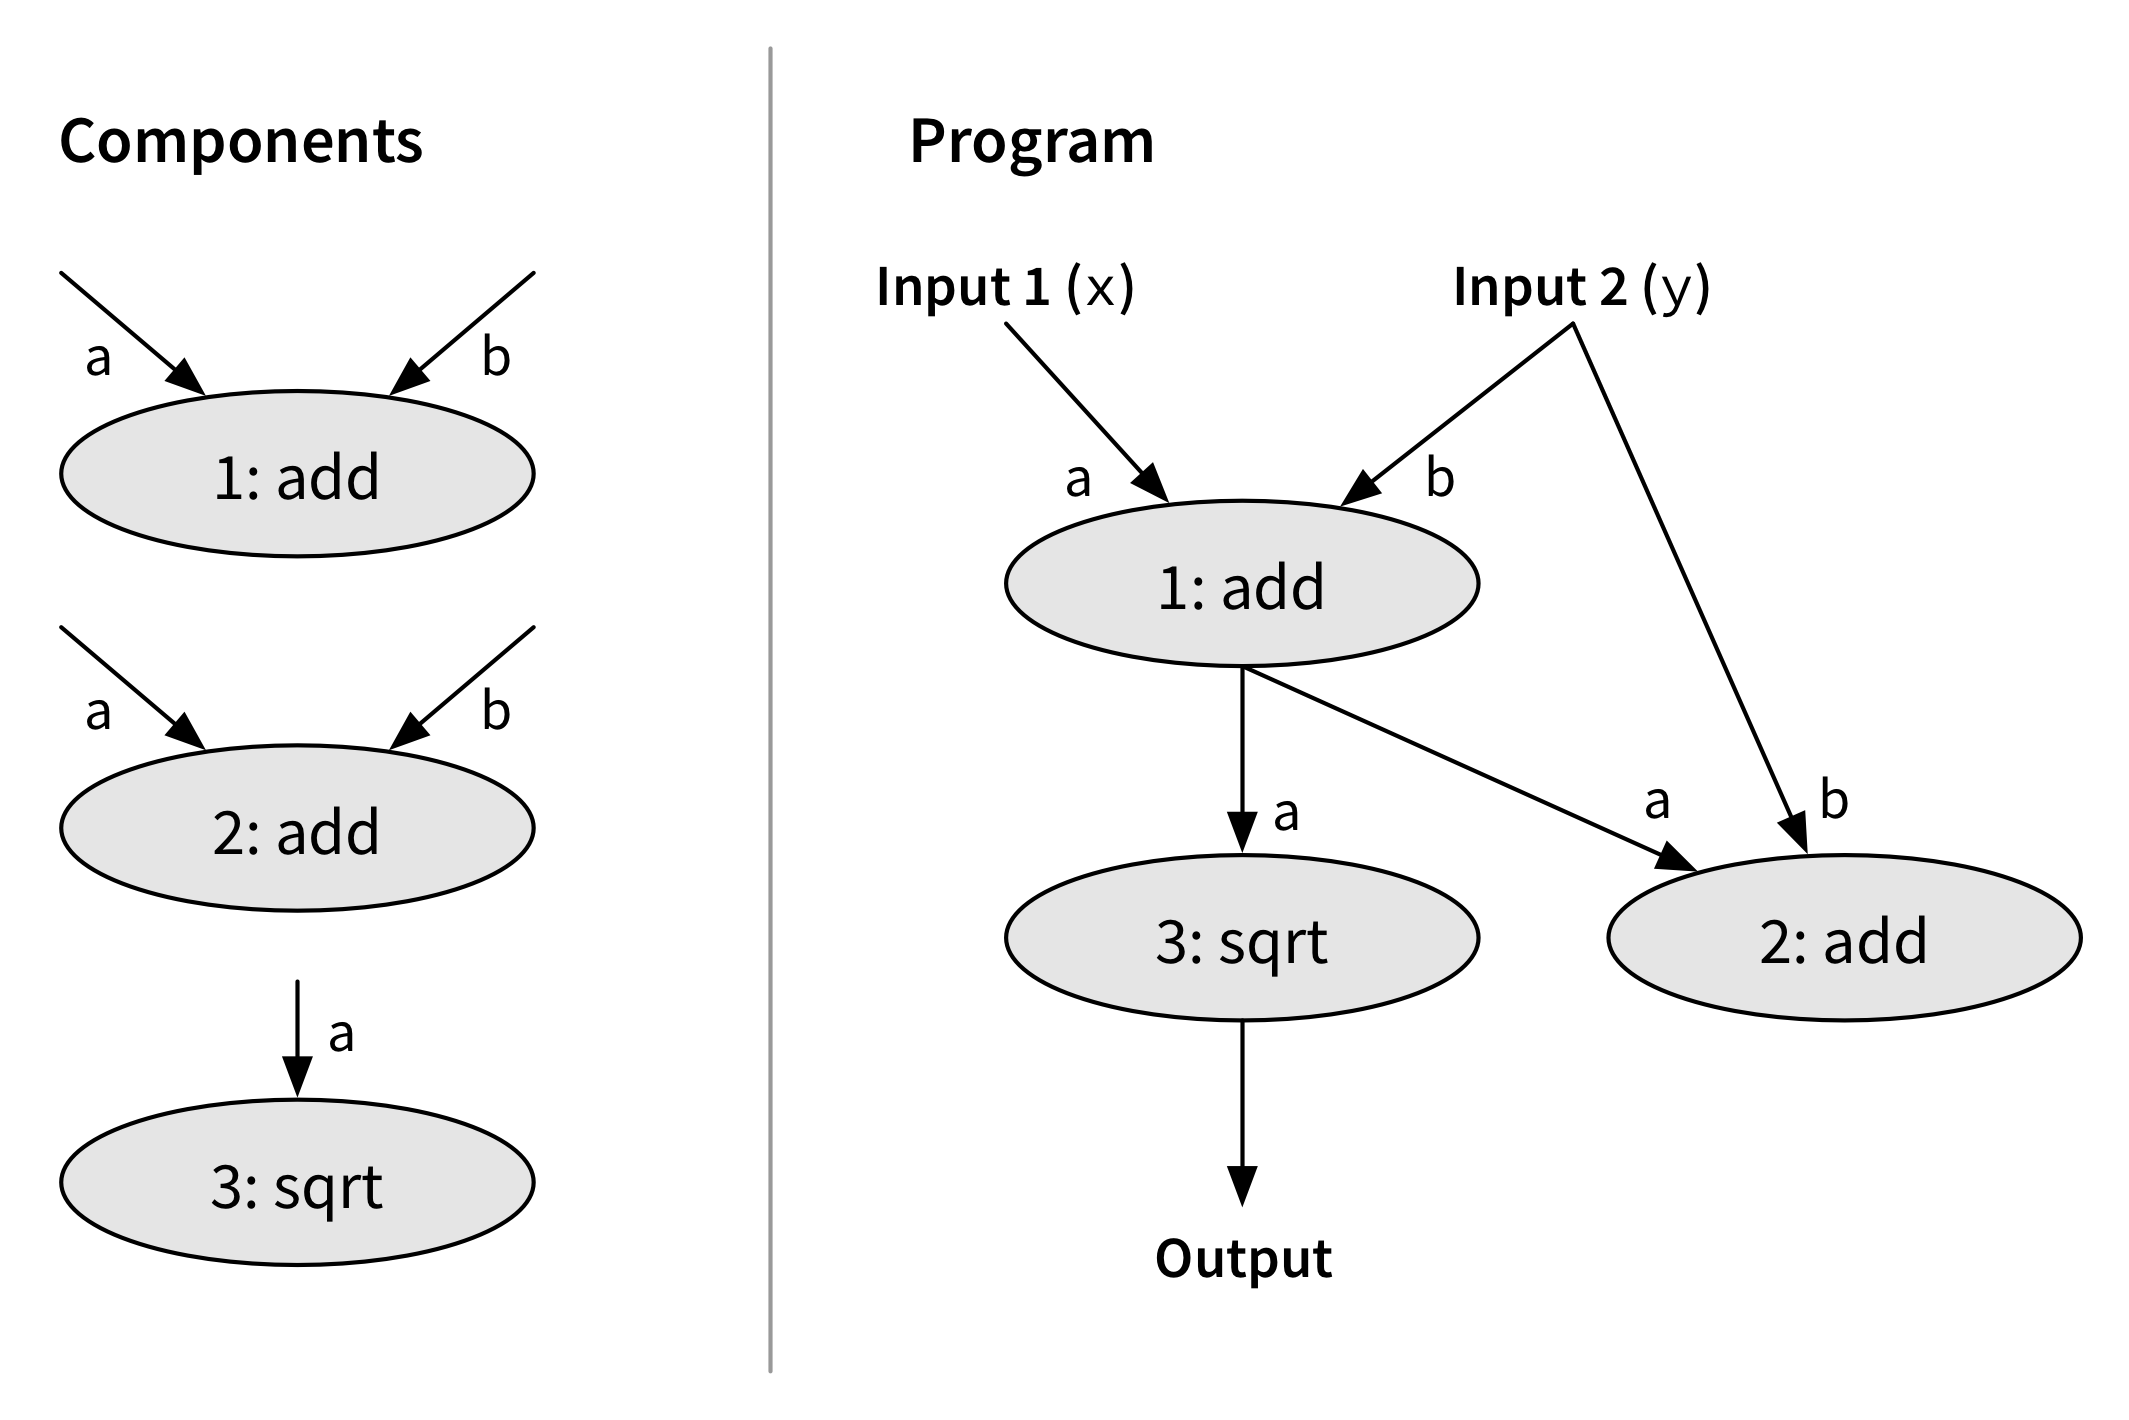 Components
a
b
1: add
a
b
2: add
a
3: sqrt
Program
Input 1 (x)
Input 2 (y)
a
b
1: add
a
a
b
3: sqrt
2: add
Output